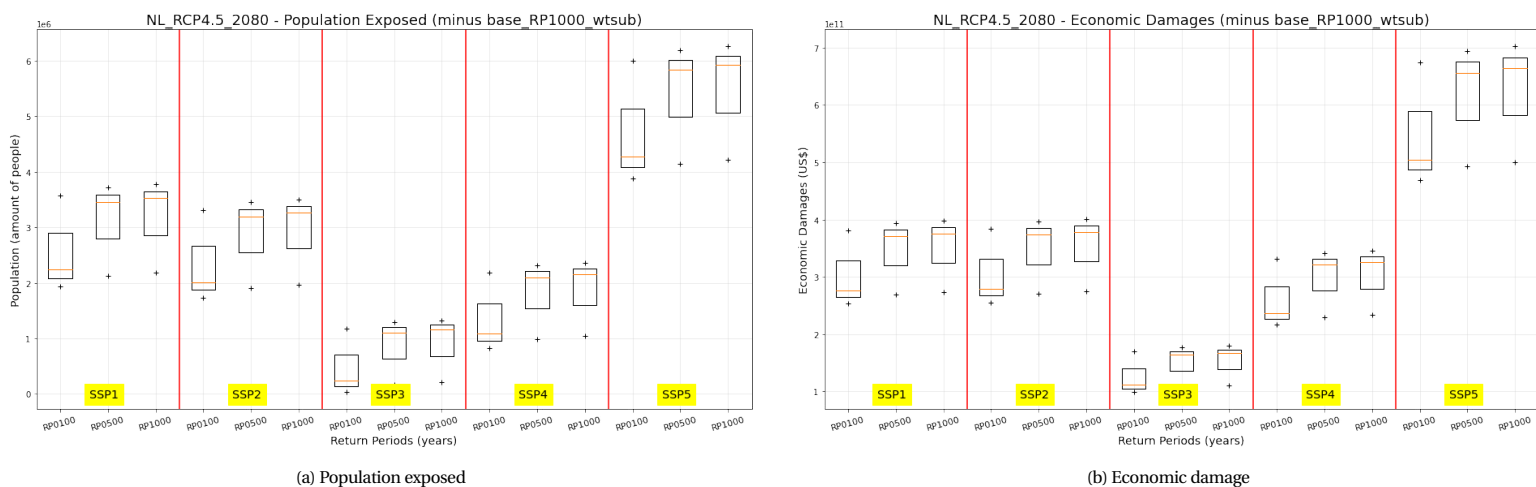 NL_RCP4.5_2080 - Population Exposed (minus base_RP1000_wtsub)
1e6
6
5
4
3
2
1
0
Population (amount of people)
SSP1
SSP2
SSP3
SSP4
SSP5
RP0100 RP0500 RP1000 RP0100 RP0500 RP1000 RP0100 RP0500 RP1000 RP0100 RP0500 RP1000 RP0100 RP0500 RP1000
Return Periods (years)
(a) Population exposed
NL_RCP4.5_2080 - Economic Damages (minus base_RP1000_wtsub)
1e11
7
6
5
4
3
2
1
Economic Damages (US$)
SSP1
SSP2
SSP3
SSP4
SSP5
RP0100 RP0500 RP1000 RP0100 RP0500 RP1000 RP0100 RP0500 RP1000 RP0100 RP0500 RP1000 RP0100 RP0500 RP1000
Return Periods (years)
(b) Economic damage